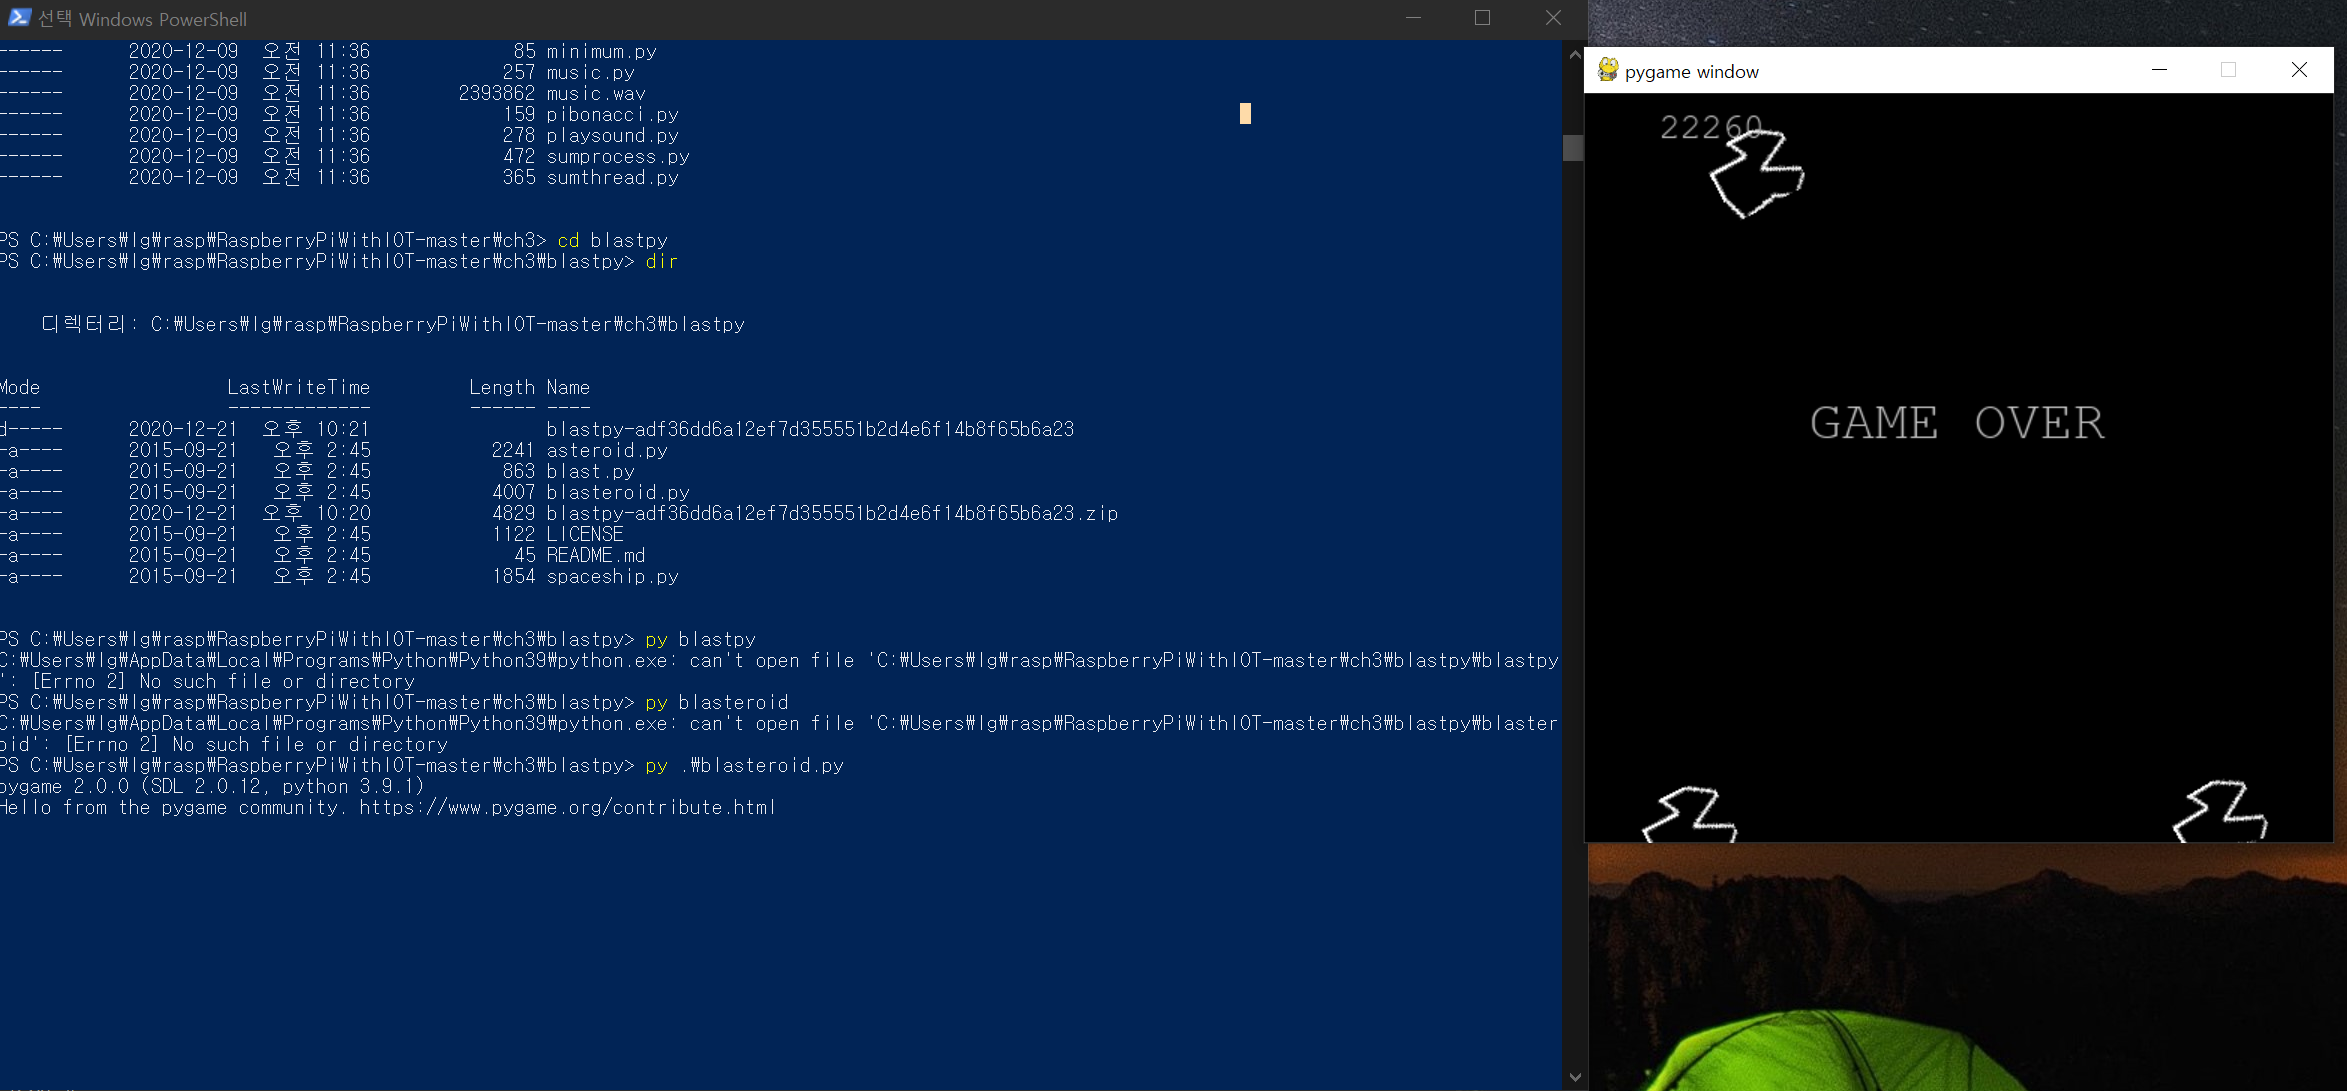 선택 Windows PowerShell
------ 2020-12-09 오전 11:36 85 minimum.py
------ 2020-12-09 오전 11:36 257 music.py
------ 2020-12-09 오전 11:36 2393862 music.wav
------ 2020-12-09 오전 11:36 159 pibonacci.py
------ 2020-12-09 오전 11:36 278 playsound.py
------ 2020-12-09 오전 11:36 472 sumprocess.py
------ 2020-12-09 오전 11:36 365 sumthread.py
PS C:₩Users₩lg₩rasp₩RaspberryPiWithIOT-master₩ch3> cd blastpy
PS C:₩Users₩lg₩rasp₩RaspberryPiWithIOT-master₩ch3₩blastpy> dir
디렉터리: C:₩Users₩lg₩rasp₩RaspberryPiWithIOT-master₩ch3₩blastpy
Mode LastWriteTime Length Name
---- ------------- ------ ----
d----- 2020-12-21 오후 10:21 blastpy-adf36dd6a12ef7d355551b2d4e6f14b8f65b6a23
-a---- 2015-09-21 오후 2:45 2241 asteroid.py
-a---- 2015-09-21 오후 2:45 863 blast.py
-a---- 2015-09-21 오후 2:45 4007 blasteroid.py
-a---- 2020-12-21 오후 10:20 4829 blastpy-adf36dd6a12ef7d355551b2d4e6f14b8f65b6a23.zip
-a---- 2015-09-21 오후 2:45 1122 LICENSE
-a---- 2015-09-21 오후 2:45 45 README.md
-a---- 2015-09-21 오후 2:45 1854 spaceship.py
PS C:₩Users₩lg₩rasp₩RaspberryPiWithIOT-master₩ch3₩blastpy> py blastpy
C:₩Users₩lg₩AppData₩Local₩Programs₩Python₩Python39₩python.exe: can't open file 'C:₩Users₩lg₩rasp₩RaspberryPiWithIOT-master₩ch3₩blastpy₩blastpy
': [Errno 2] No such file or directory
PS C:₩Users₩lg₩rasp₩RaspberryPiWithIOT-master₩ch3₩blastpy> py blasteroid
C:₩Users₩lg₩AppData₩Local₩Programs₩Python₩Python39₩python.exe: can't open file 'C:₩Users₩lg₩rasp₩RaspberryPiWithIOT-master₩ch3₩blastpy₩blaster
oid': [Errno 2] No such file or directory
PS C:₩Users₩lg₩rasp₩RaspberryPiWithIOT-master₩ch3₩blastpy> py .₩blasteroid.py
pygame 2.0.0 (SDL 2.0.12, python 3.9.1)
Hello from the pygame community. https://www.pygame.org/contribute.html
pygame window
22260
GAME OVER